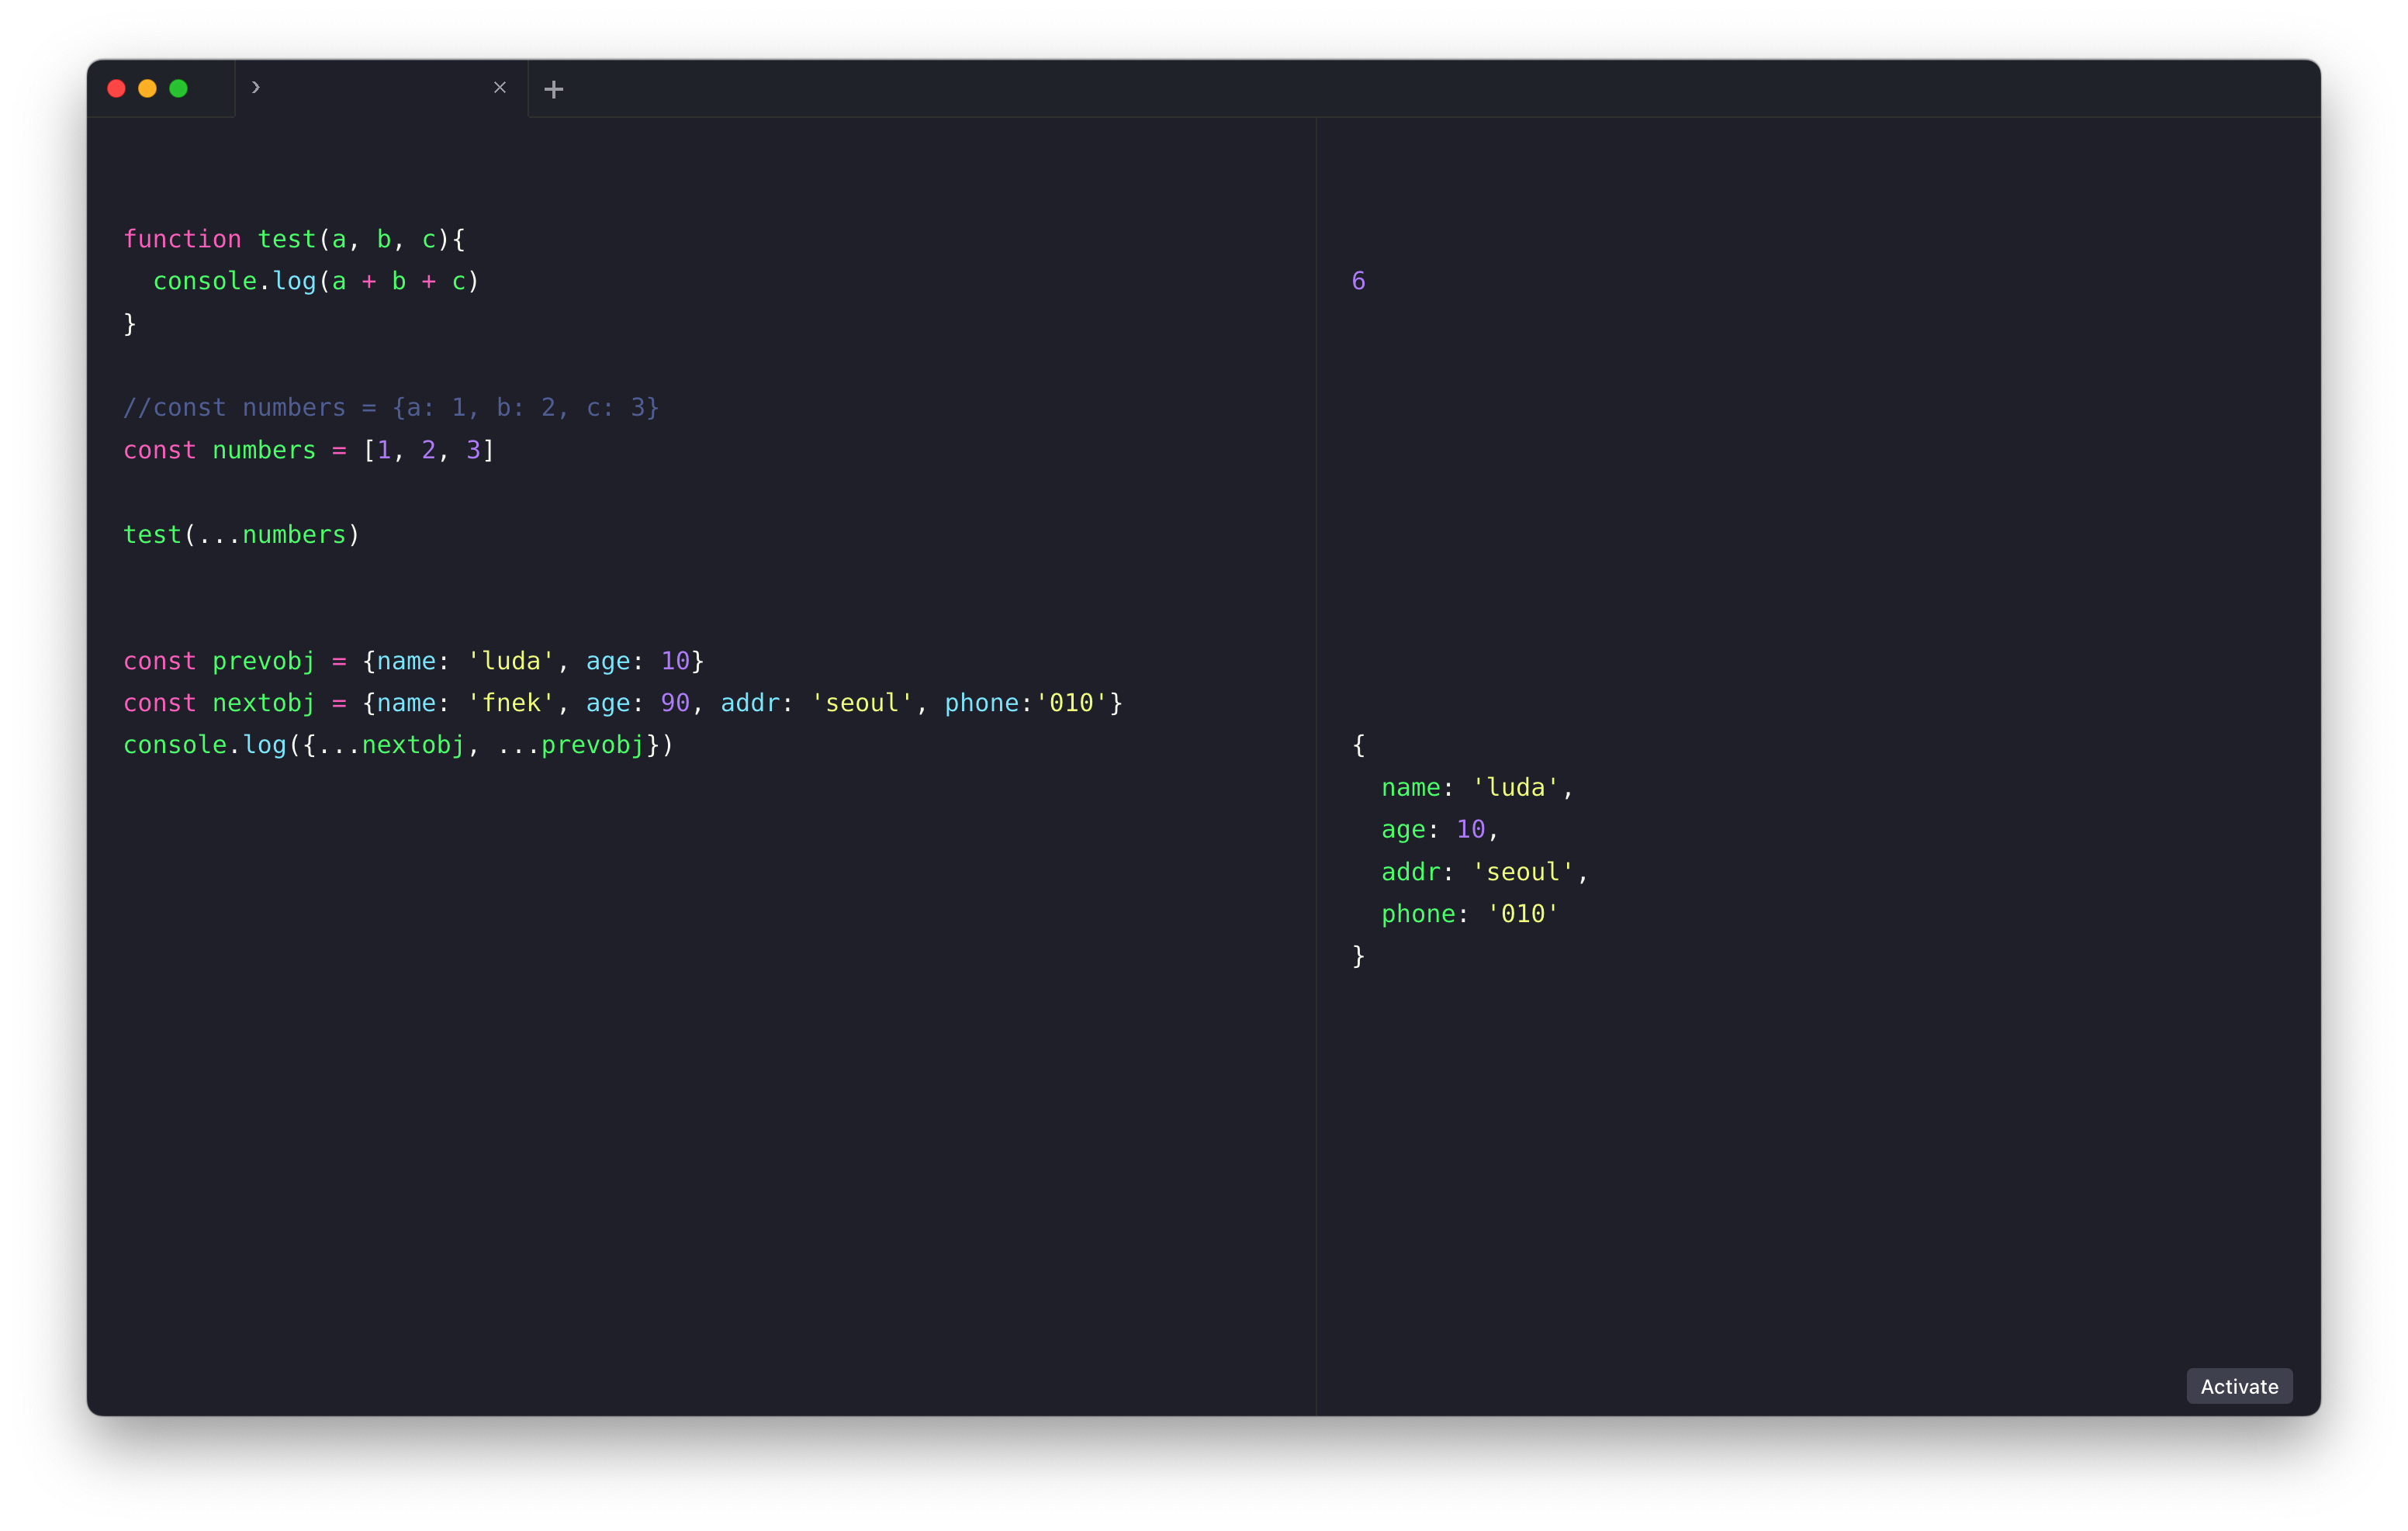 function test(a, b, c){
  console.log(a + b + c)
}
//const numbers = {a: 1, b: 2, c: 3}
const numbers = [1, 2, 3]
test(...numbers)
const prevobj = {name: 'luda', age: 10}
const nextobj = {name: 'fnek', age: 90, addr: 'seoul', phone:'010'}
console.log({...nextobj, ...prevobj})
6
{
  name: 'luda',
  age: 10,
  addr: 'seoul',
  phone: '010'
}
Activate